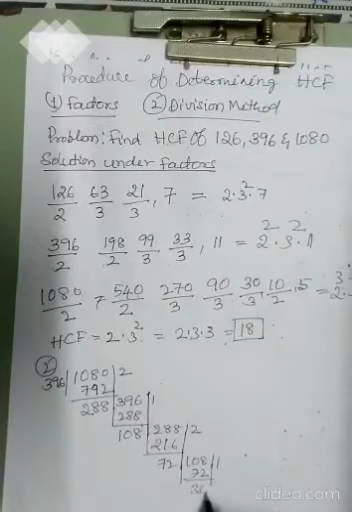 Procedure of Determining HCF
① Factors ② Division Method
Problem: Find HCF of 126, 396 & 1080
Solution under factors
126/2 63/3 21/3, 7 = 2·3²·7
396/2 198/2 99/3 33/3, 11 = 2²·3²·11
1080/2 = 540/2 270/3 90/3 30/3, 10/2, 5 = 2³·
HCF = 2·3² = 2·3·3 = 18
②
396 | 1080 | 2
792
288 | 396 | 1
288
108 | 288 | 2
216
72 | 108 | 1
72
36
clideo.com